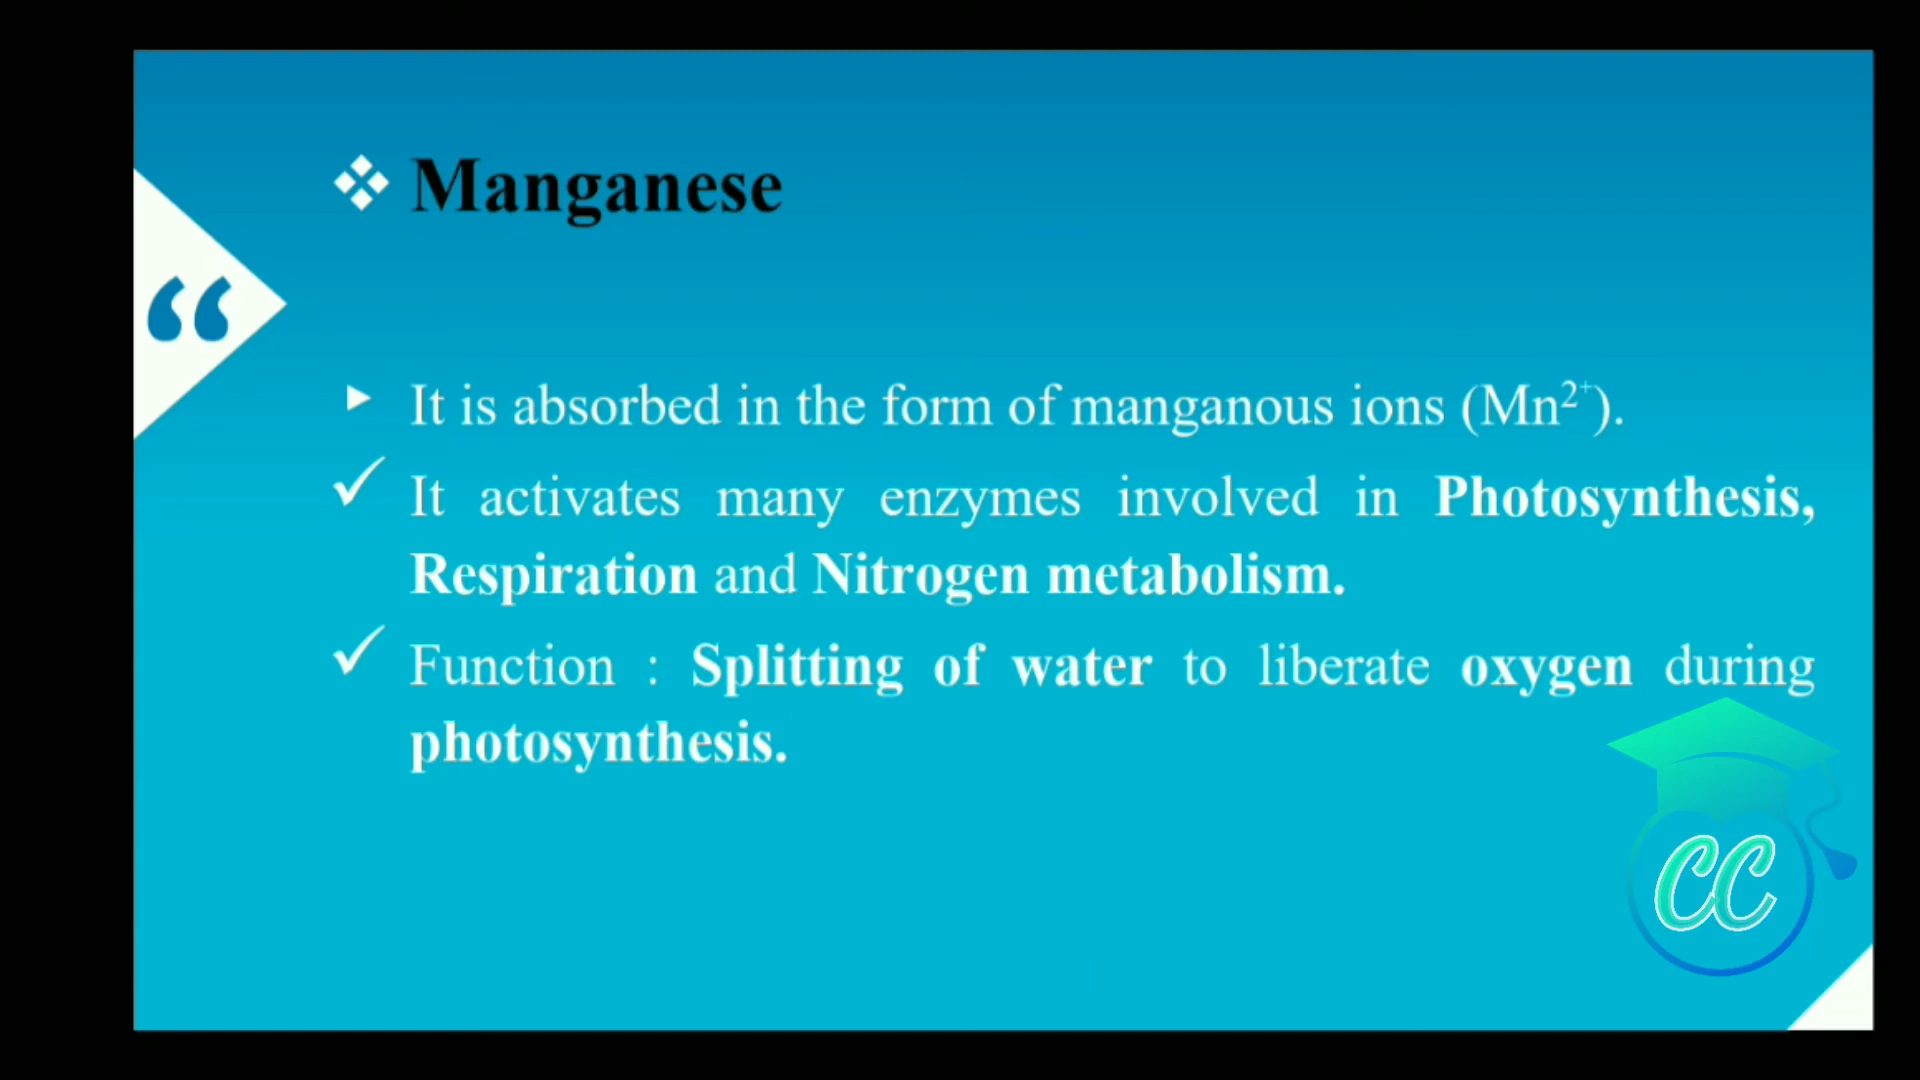 Manganese
“
It is absorbed in the form of manganous ions (Mn²⁺).
It activates many enzymes involved in Photosynthesis,
Respiration and Nitrogen metabolism.
Function : Splitting of water to liberate oxygen during
photosynthesis.
CC